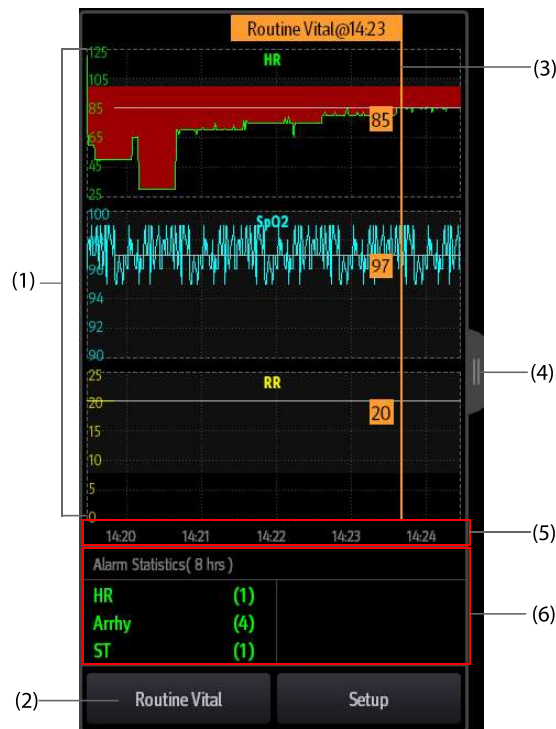 Routine Vital@14:23
(1)
(3)
HR
125
105
85
65
45
25
85
SpO2
100
96
94
92
90
97
(4)
RR
25
20
15
10
5
0
20
14:20 14:21 14:22 14:23 14:24
(5)
Alarm Statistics( 8 hrs )
HR (1)
Arrhy (4)
ST (1)
(6)
(2)
Routine Vital Setup